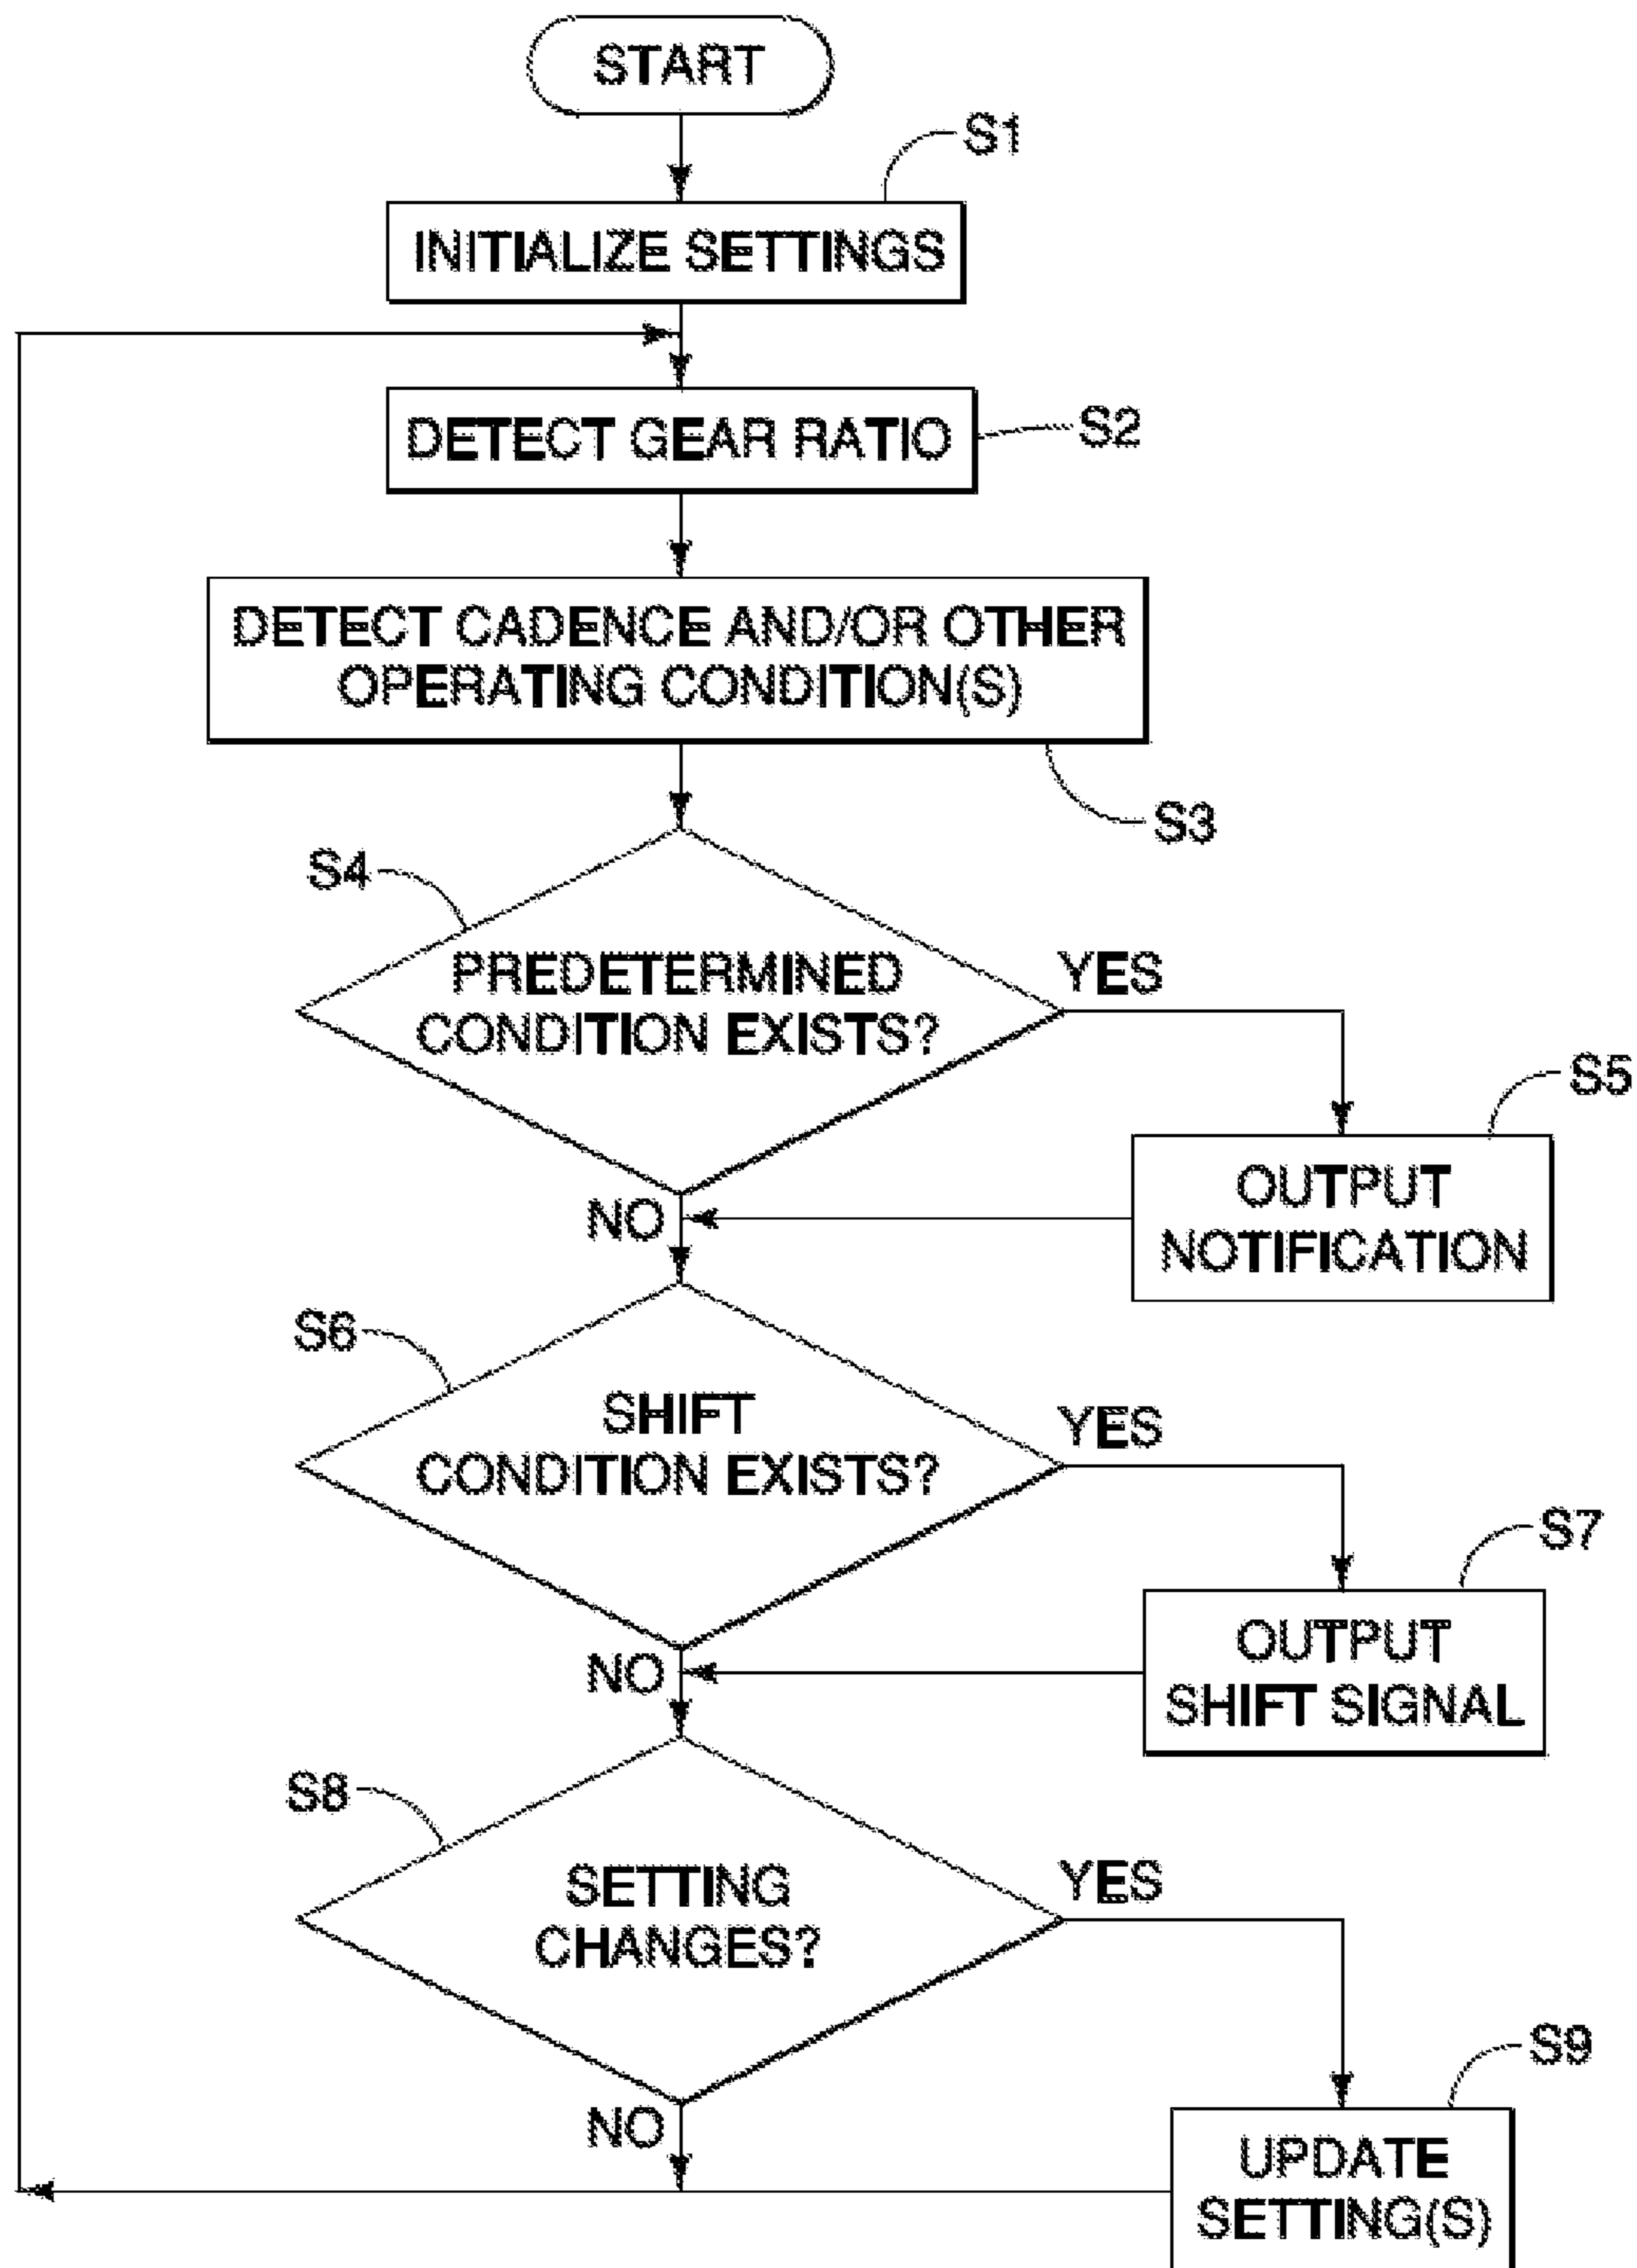 START
S1
INITIALIZE SETTINGS
DETECT GEAR RATIO
S2
DETECT CADENCE AND/OR OTHER
OPERATING CONDITION(S)
S3
S4
PREDETERMINED
CONDITION EXISTS?
YES
S5
OUTPUT
NOTIFICATION
NO
S6
SHIFT
CONDITION EXISTS?
YES
S7
OUTPUT
SHIFT SIGNAL
NO
S8
SETTING
CHANGES?
YES
S9
UPDATE
SETTING(S)
NO